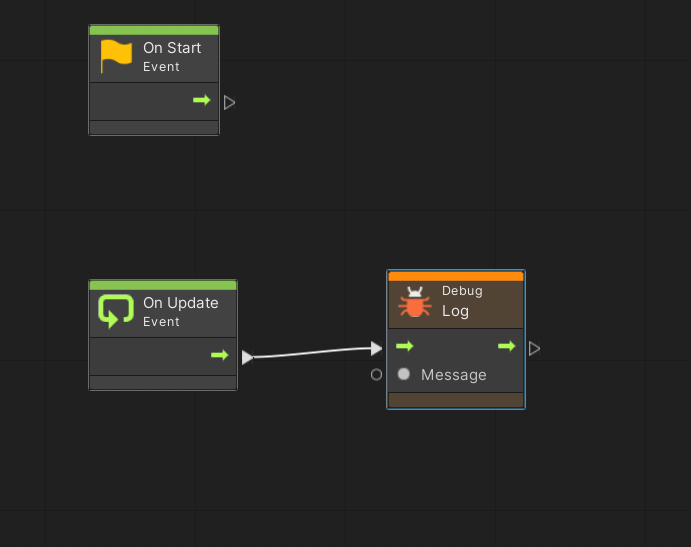 On Start
Event
On Update
Event
Debug
Log
Message